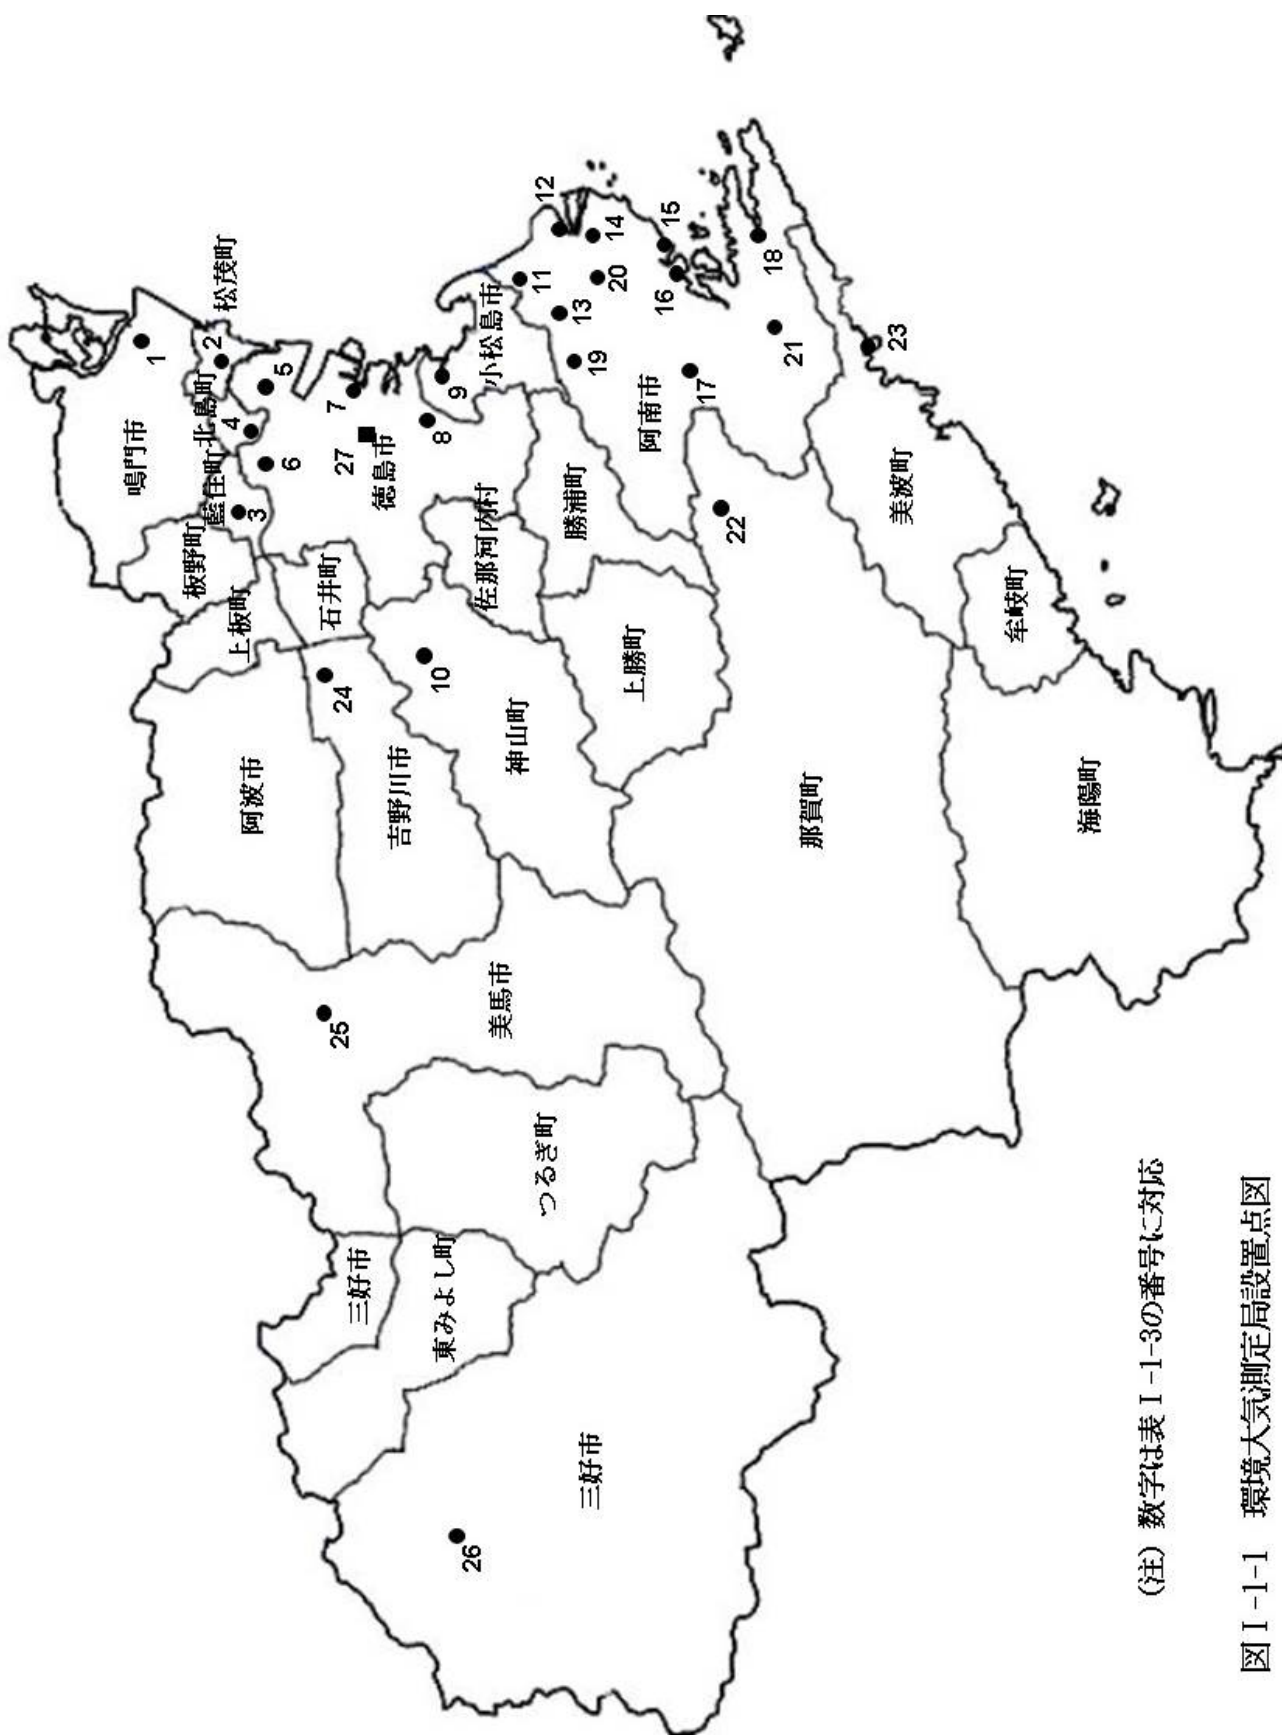 鳴門市
松茂町
北島町
藍住町
板野町
上板町
石井町
徳島市
小松島市
佐那河内村
勝浦町
上勝町
神山町
阿波市
吉野川市
阿南市
美波町
牟岐町
海陽町
那賀町
美馬市
つるぎ町
三好市
東みよし町
三好市
1
2
3
4
5
6
7
8
9
10
11
12
13
14
15
16
17
18
19
20
21
22
23
24
25
26
27
(注) 数字は表Ⅰ-1-3の番号に対応
図Ⅰ-1-1 環境大気測定局設置点図